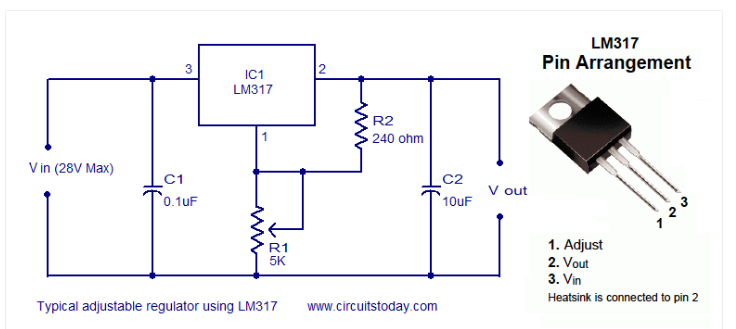 LM317
Pin Arrangement
3
IC1
LM317
2
1
R2
240 ohm
V in (28V Max)
C1
0.1uF
C2
10uF
V out
R1
5K
3
2
1
1. Adjust
2. Vout
3. Vin
Heatsink is connected to pin 2
Typical adjustable regulator using LM317 www.circuitstoday.com